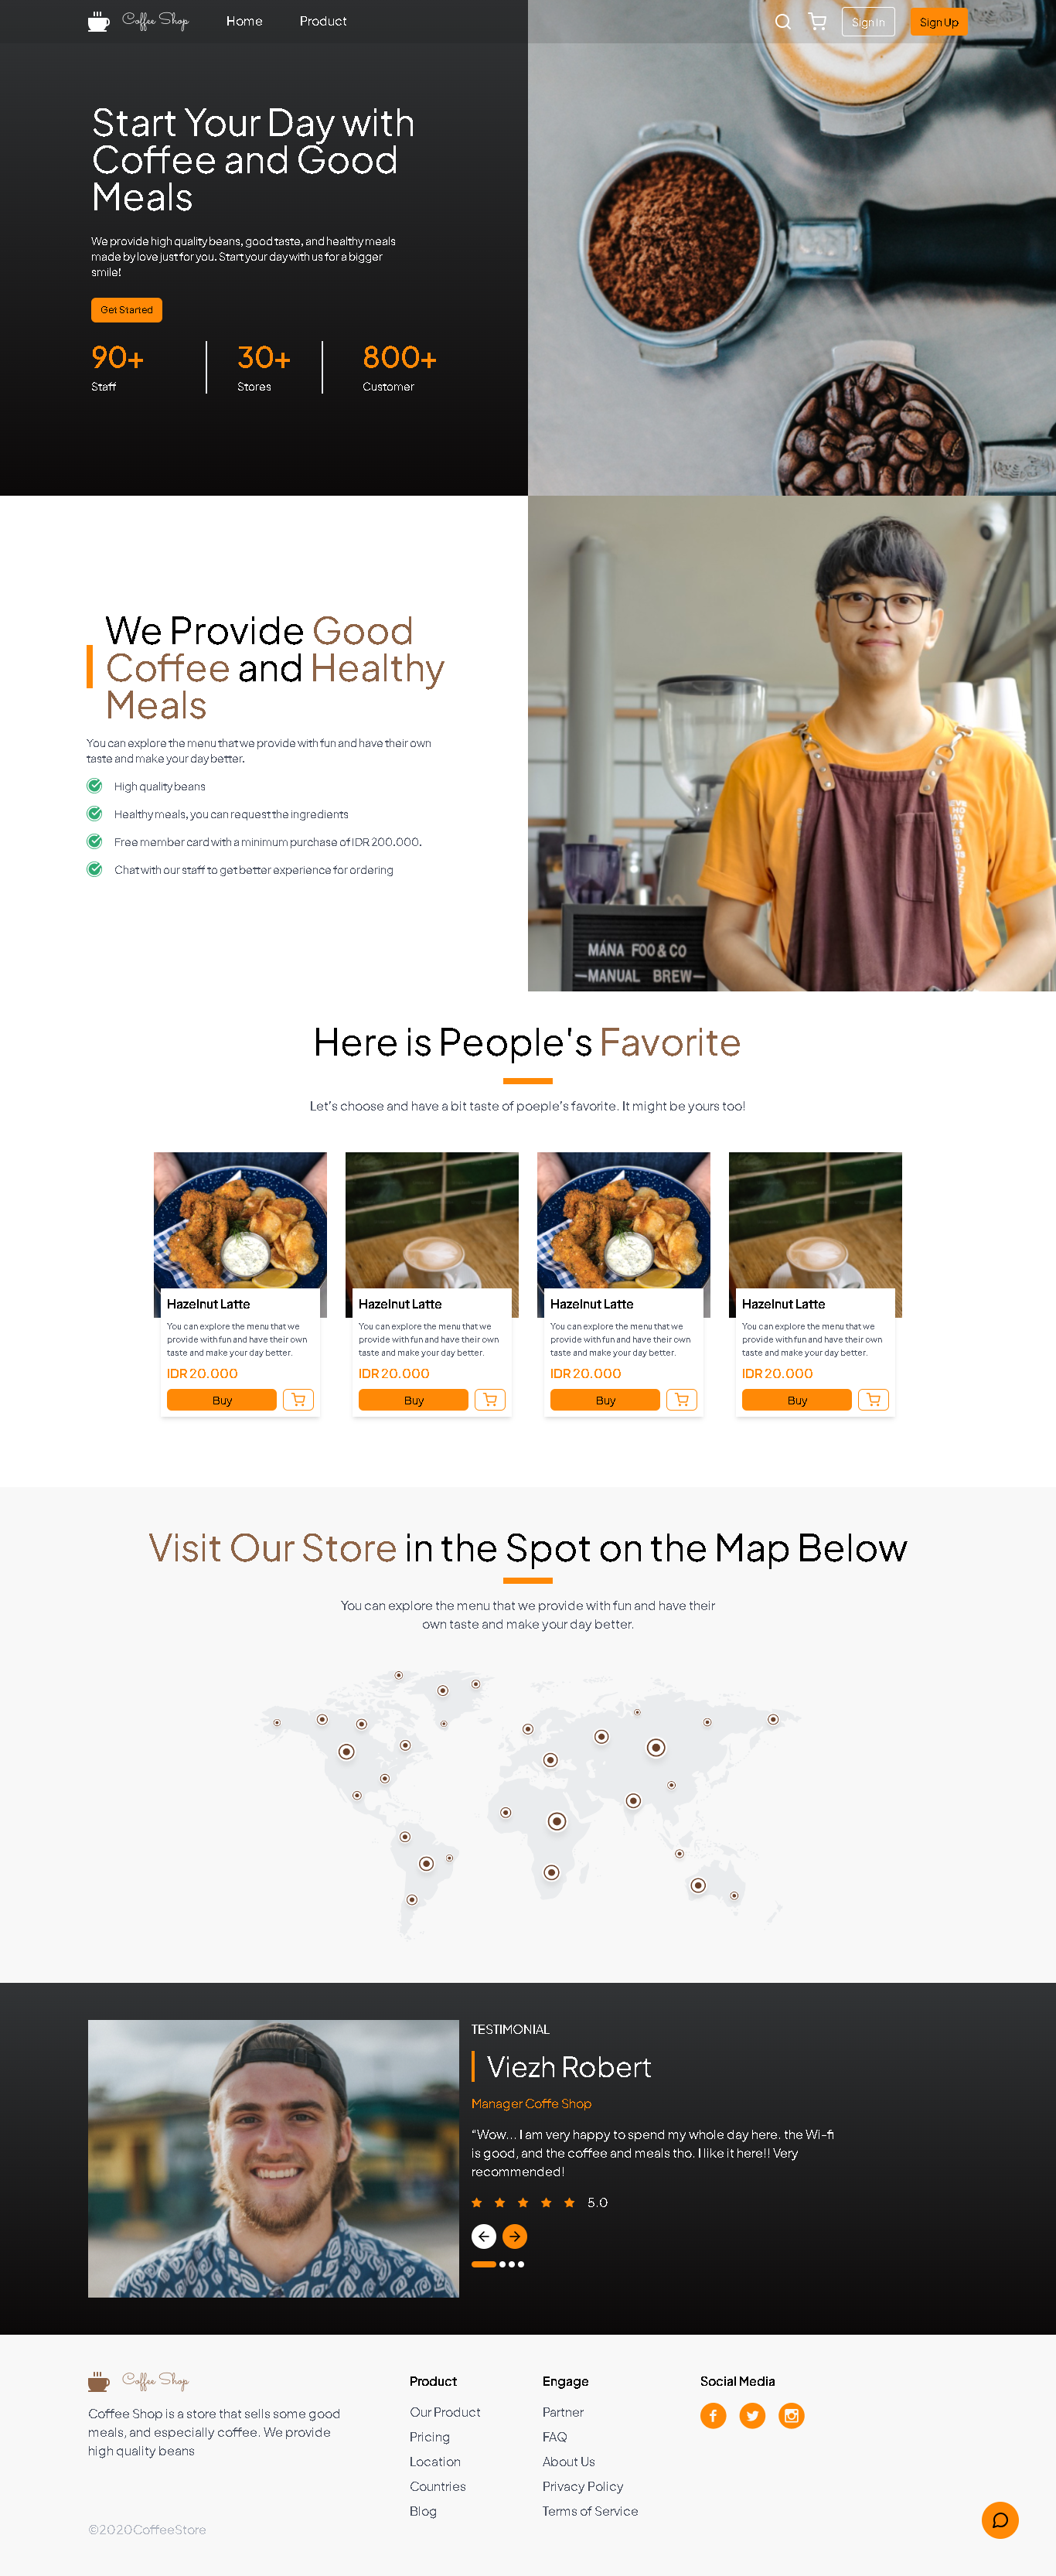 Coffee Shop
Home
Product
Sign In
Sign Up
Start Your Day with
Coffee and Good
Meals
We provide high quality beans, good taste, and healthy meals
made by love just for you. Start your day with us for a bigger
smile!
Get Started
90+
30+
800+
Staff
Stores
Customer
We Provide Good
Coffee and Healthy
Meals
You can explore the menu that we provide with fun and have their own
taste and make your day better.
High quality beans
Healthy meals, you can request the ingredients
Free member card with a minimum purchase of IDR 200.000.
Chat with our staff to get better experience for ordering
MÁNA FOO & CO
—MANUAL BREW—
Here is People's Favorite
Let's choose and have a bit taste of poeple's favorite. It might be yours too!
Hazelnut Latte
You can explore the menu that we
provide with fun and have their own
taste and make your day better.
IDR 20.000
Buy
Hazelnut Latte
You can explore the menu that we
provide with fun and have their own
taste and make your day better.
IDR 20.000
Buy
Hazelnut Latte
You can explore the menu that we
provide with fun and have their own
taste and make your day better.
IDR 20.000
Buy
Hazelnut Latte
You can explore the menu that we
provide with fun and have their own
taste and make your day better.
IDR 20.000
Buy
Visit Our Store in the Spot on the Map Below
You can explore the menu that we provide with fun and have their
own taste and make your day better.
TESTIMONIAL
Viezh Robert
Manager Coffe Shop
“Wow... I am very happy to spend my whole day here. the Wi-fi
is good, and the coffee and meals tho. I like it here!! Very
recommended!
5.0
Coffee Shop
Coffee Shop is a store that sells some good
meals, and especially coffee. We provide
high quality beans
©2020CoffeeStore
Product
Our Product
Pricing
Location
Countries
Blog
Engage
Partner
FAQ
About Us
Privacy Policy
Terms of Service
Social Media